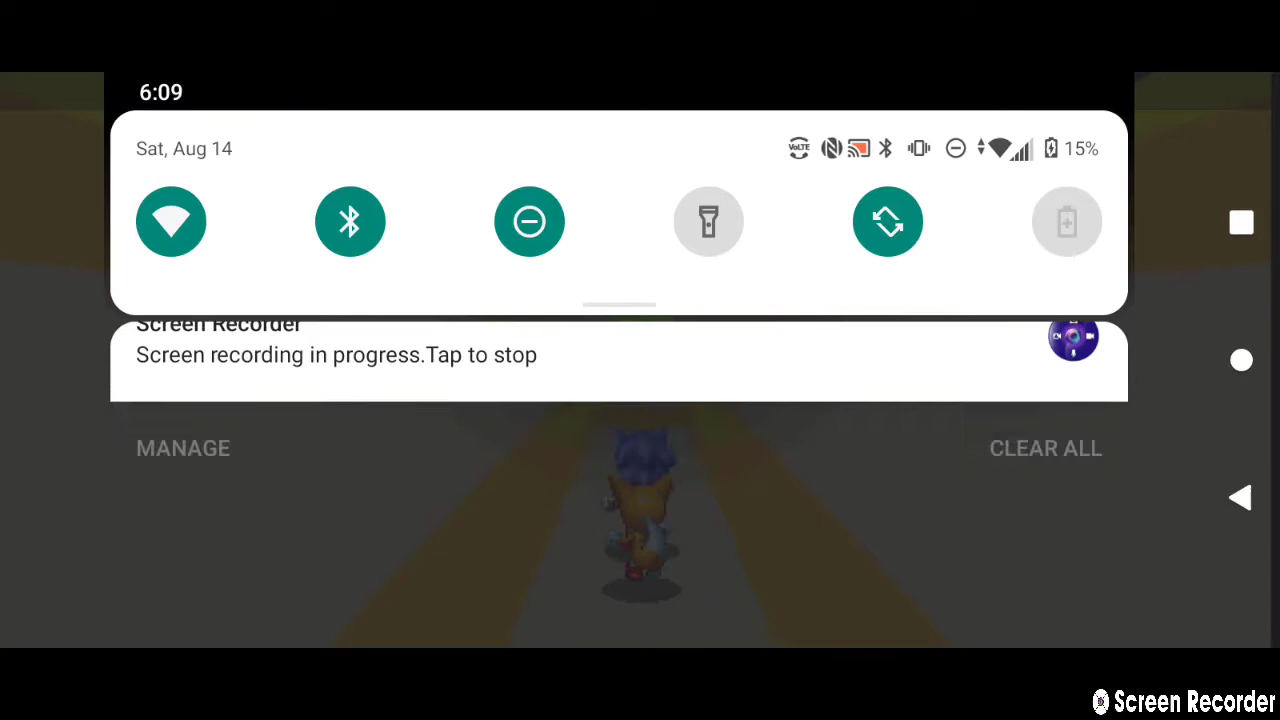 6:09
Sat, Aug 14
VoLTE
15%
Screen Recorder
Screen recording in progress.Tap to stop
MANAGE
CLEAR ALL
Screen Recorder